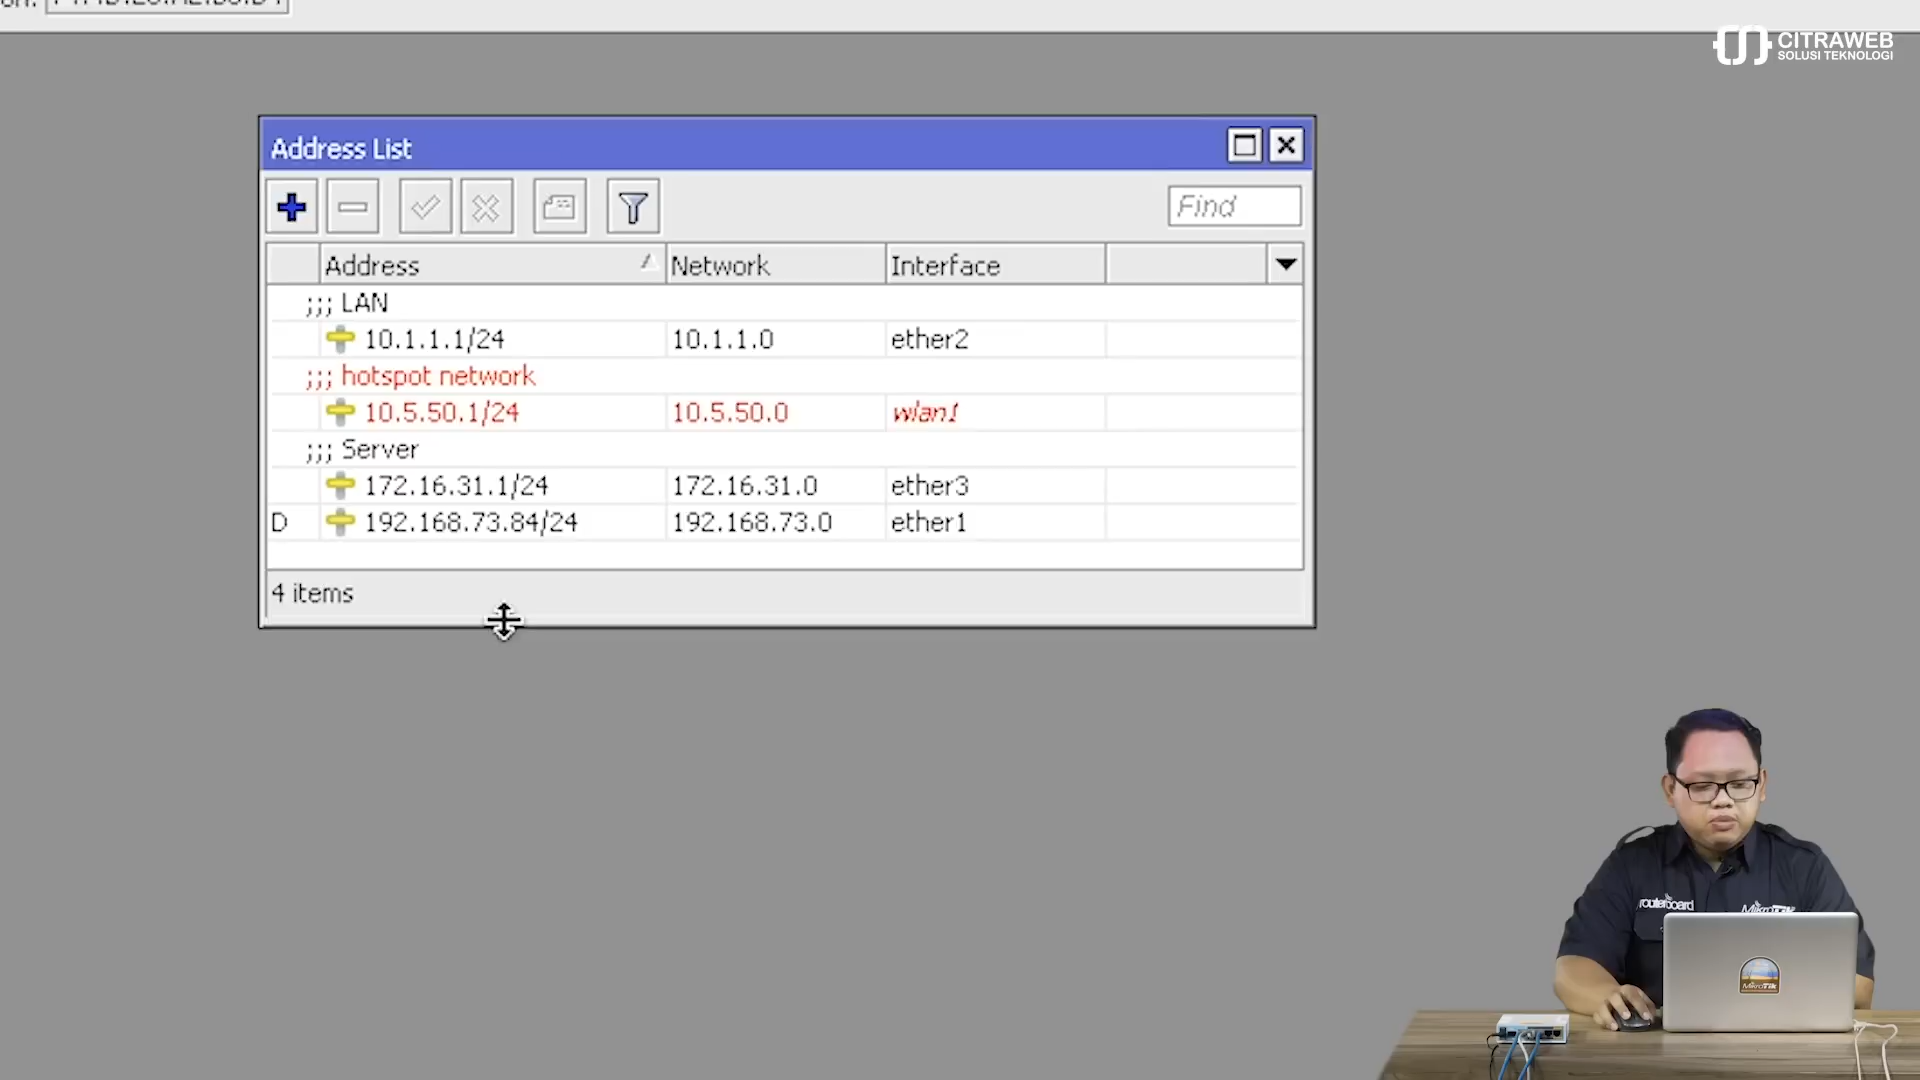 CITRAWEB
SOLUSI TEKNOLOGI
Address List
Find
Address Network Interface
;;; LAN
10.1.1.1/24 10.1.1.0 ether2
;;; hotspot network
10.5.50.1/24 10.5.50.0 wlan1
;;; Server
172.16.31.1/24 172.16.31.0 ether3
D 192.168.73.84/24 192.168.73.0 ether1
4 items
routerboard
MikroTik
MikroTik